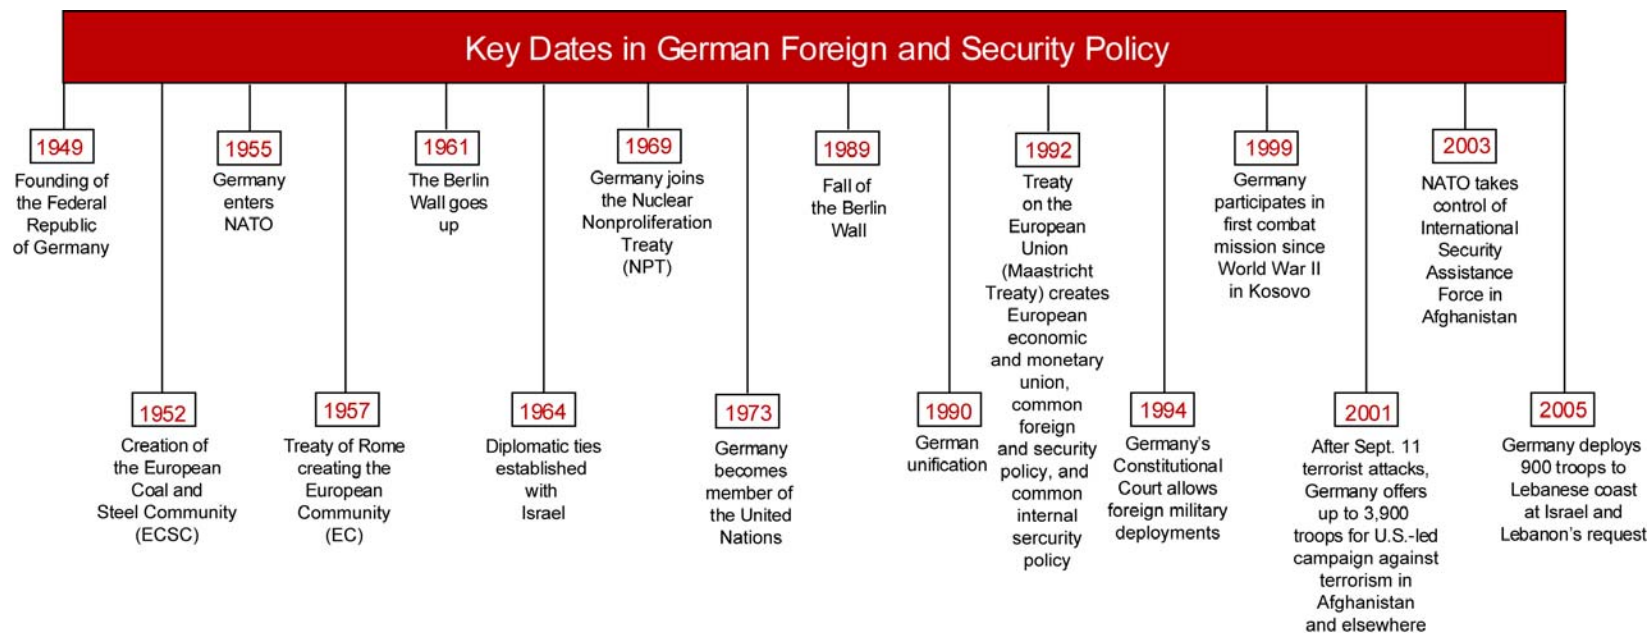 Key Dates in German Foreign and Security Policy
1949
Founding of
the Federal
Republic
of Germany
1952
Creation of
the European
Coal and
Steel Community
(ECSC)
1955
Germany
enters
NATO
1957
Treaty of Rome
creating the
European
Community
(EC)
1961
The Berlin
Wall goes
up
1964
Diplomatic ties
established
with
Israel
1969
Germany joins
the Nuclear
Nonproliferation
Treaty
(NPT)
1973
Germany
becomes
member of
the United
Nations
1989
Fall of
the Berlin
Wall
1990
German
unification
1992
Treaty
on the
European
Union
(Maastricht
Treaty) creates
European
economic
and monetary
union,
common
foreign
and security
policy, and
common
internal
sercurity
policy
1994
Germany's
Constitutional
Court allows
foreign military
deployments
1999
Germany
participates in
first combat
mission since
World War II
in Kosovo
2001
After Sept. 11
terrorist attacks,
Germany offers
up to 3,900
troops for U.S.-led
campaign against
terrorism in
Afghanistan
and elsewhere
2003
NATO takes
control of
International
Security
Assistance
Force in
Afghanistan
2005
Germany deploys
900 troops to
Lebanese coast
at Israel and
Lebanon's request